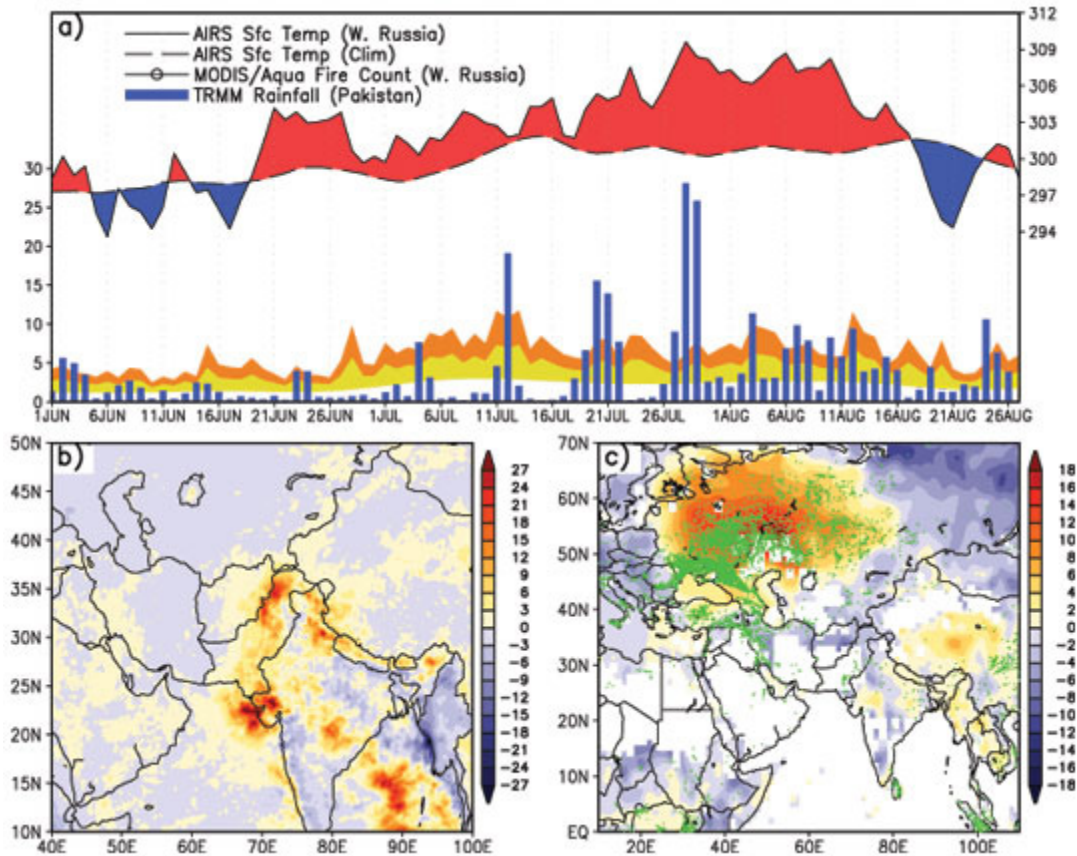 a)
AIRS Sfc Temp (W. Russia)
AIRS Sfc Temp (Clim)
MODIS/Aqua Fire Count (W. Russia)
TRMM Rainfall (Pakistan)
30
25
20
15
10
5
0
312
309
306
303
300
297
294
1JUN 6JUN 11JUN 16JUN 21JUN 26JUN 1JUL 6JUL 11JUL 16JUL 21JUL 26JUL 1AUG 6AUG 11AUG 16AUG 21AUG 26AUG
b)
50N
45N
40N
35N
30N
25N
20N
15N
10N
40E 50E 60E 70E 80E 90E 100E
27
24
21
18
15
12
9
6
3
0
-3
-6
-9
-12
-15
-18
-21
-24
-27
c)
70N
60N
50N
40N
30N
20N
10N
EQ
20E 40E 60E 80E 100E
18
16
14
12
10
8
6
4
2
0
-2
-4
-6
-8
-10
-12
-14
-16
-18